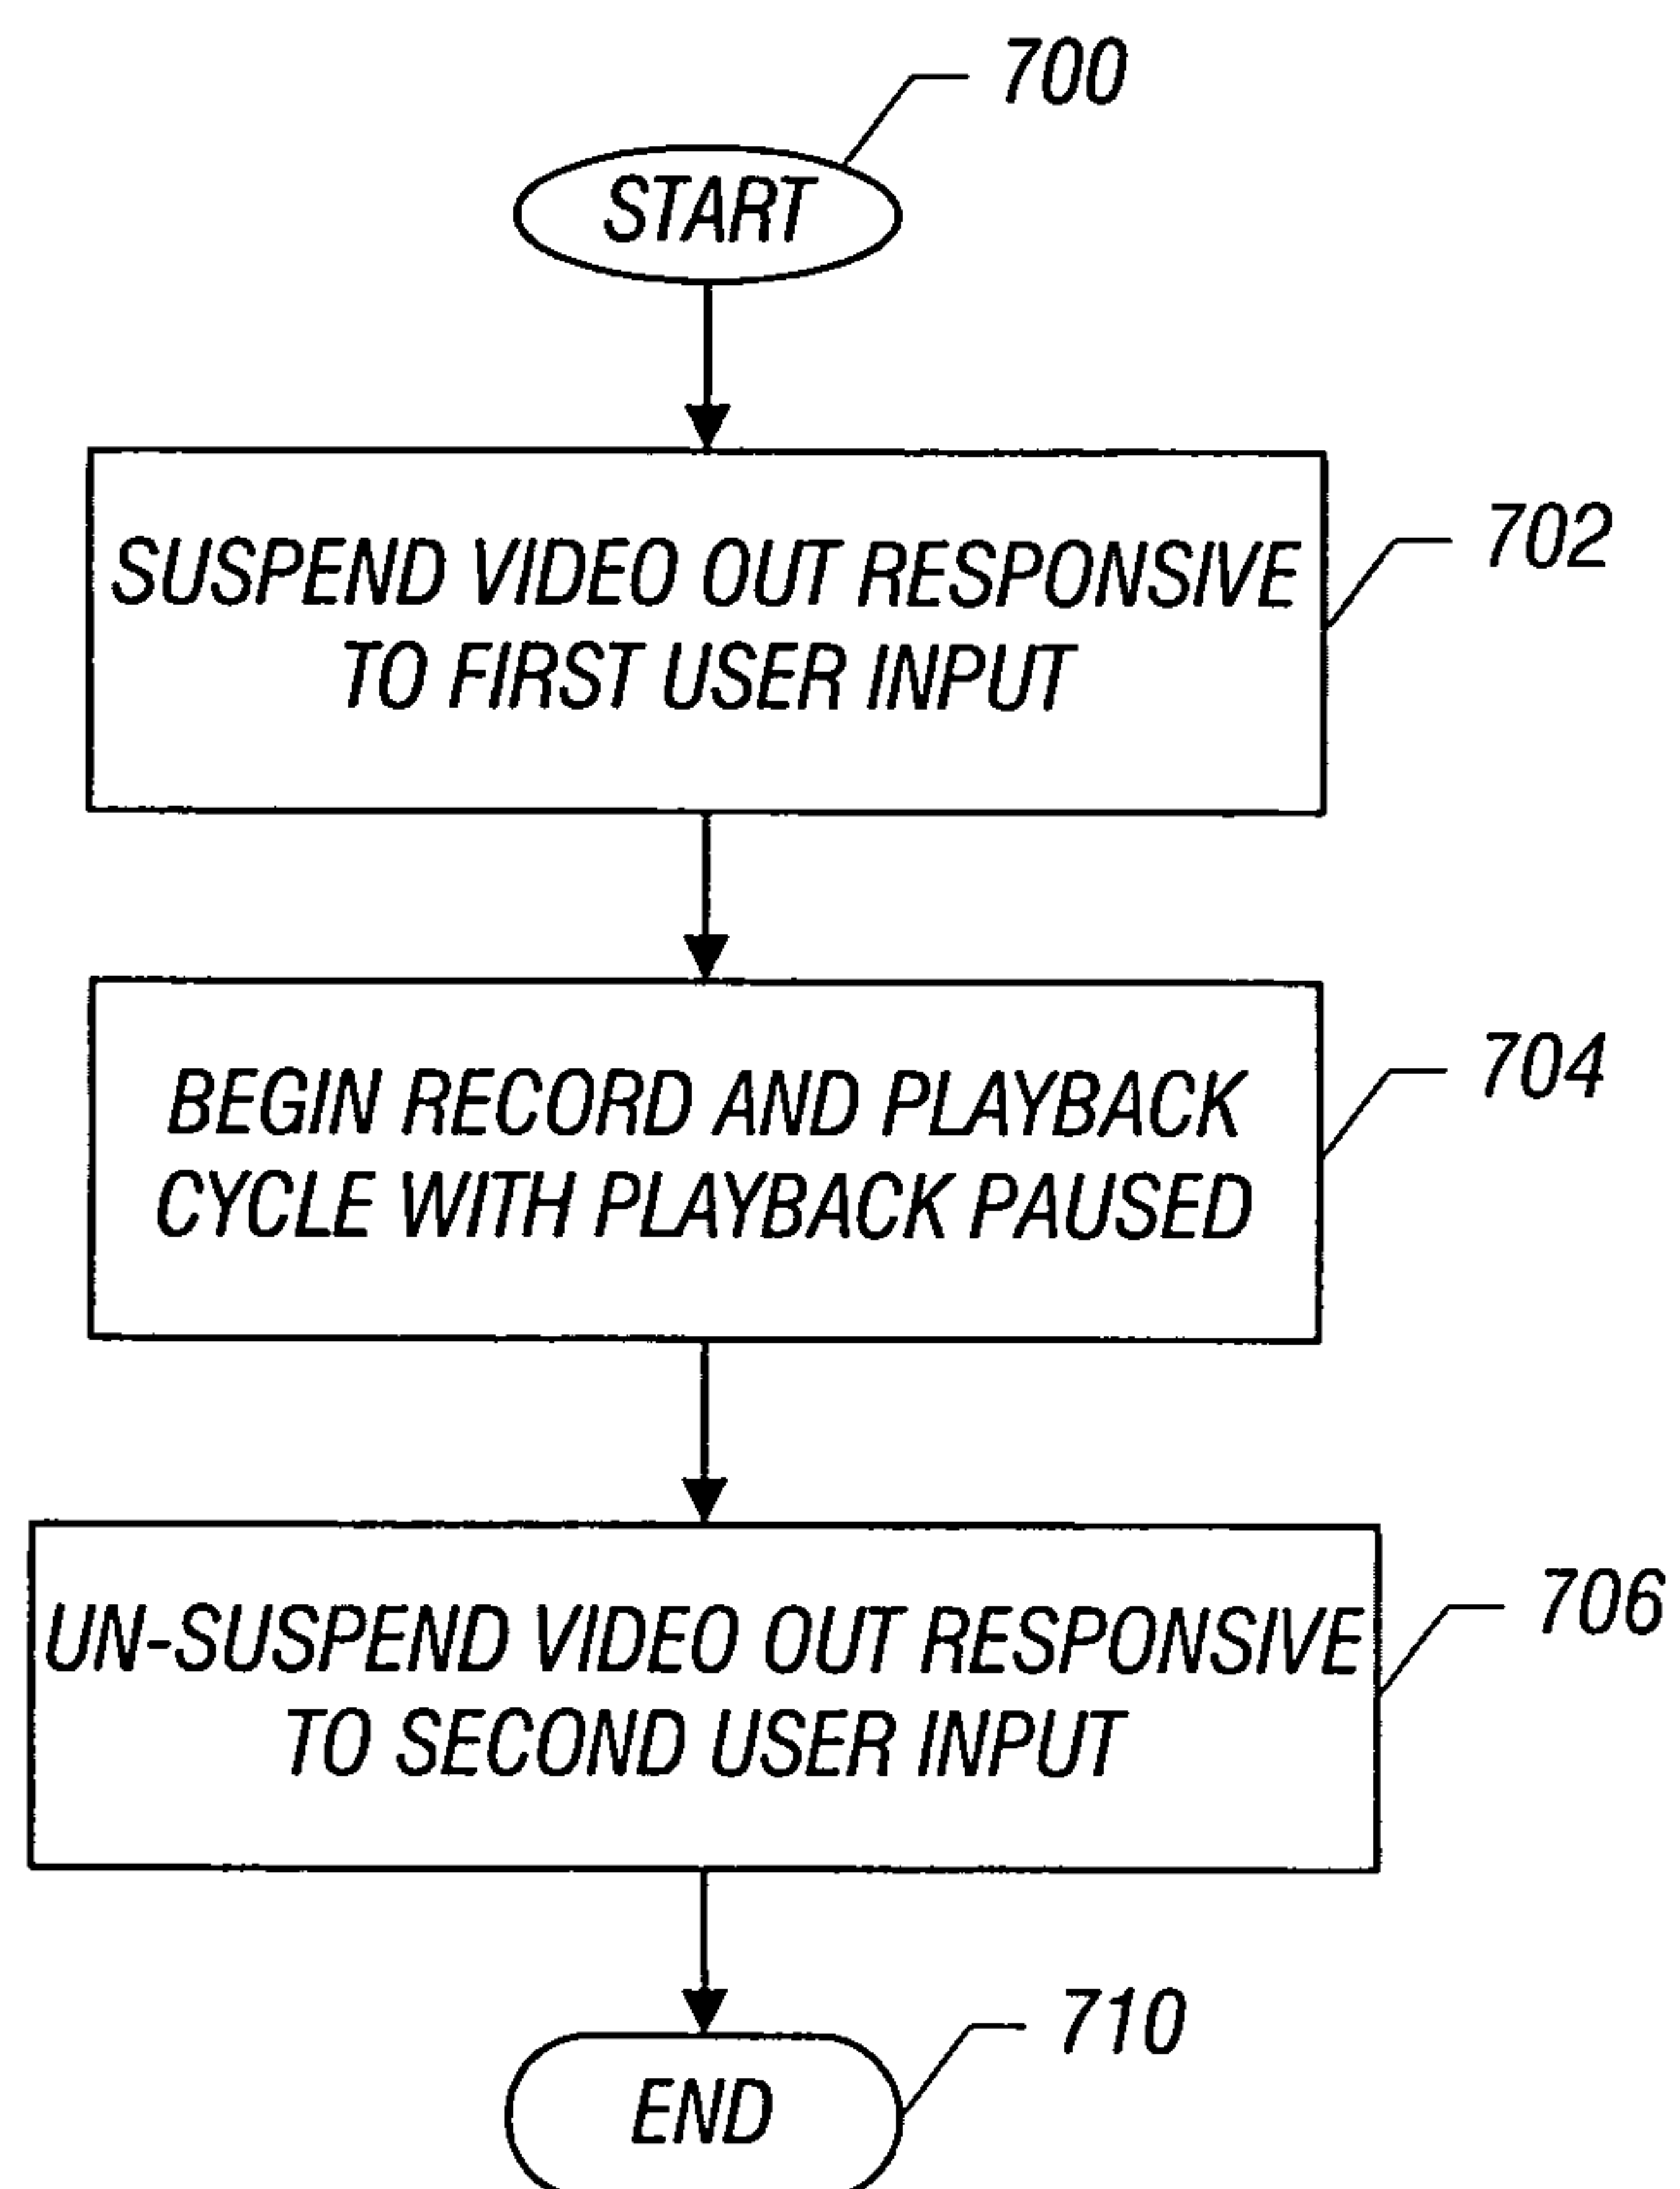 700
START
SUSPEND VIDEO OUT RESPONSIVE
TO FIRST USER INPUT
702
BEGIN RECORD AND PLAYBACK
CYCLE WITH PLAYBACK PAUSED
704
UN-SUSPEND VIDEO OUT RESPONSIVE
TO SECOND USER INPUT
706
710
END